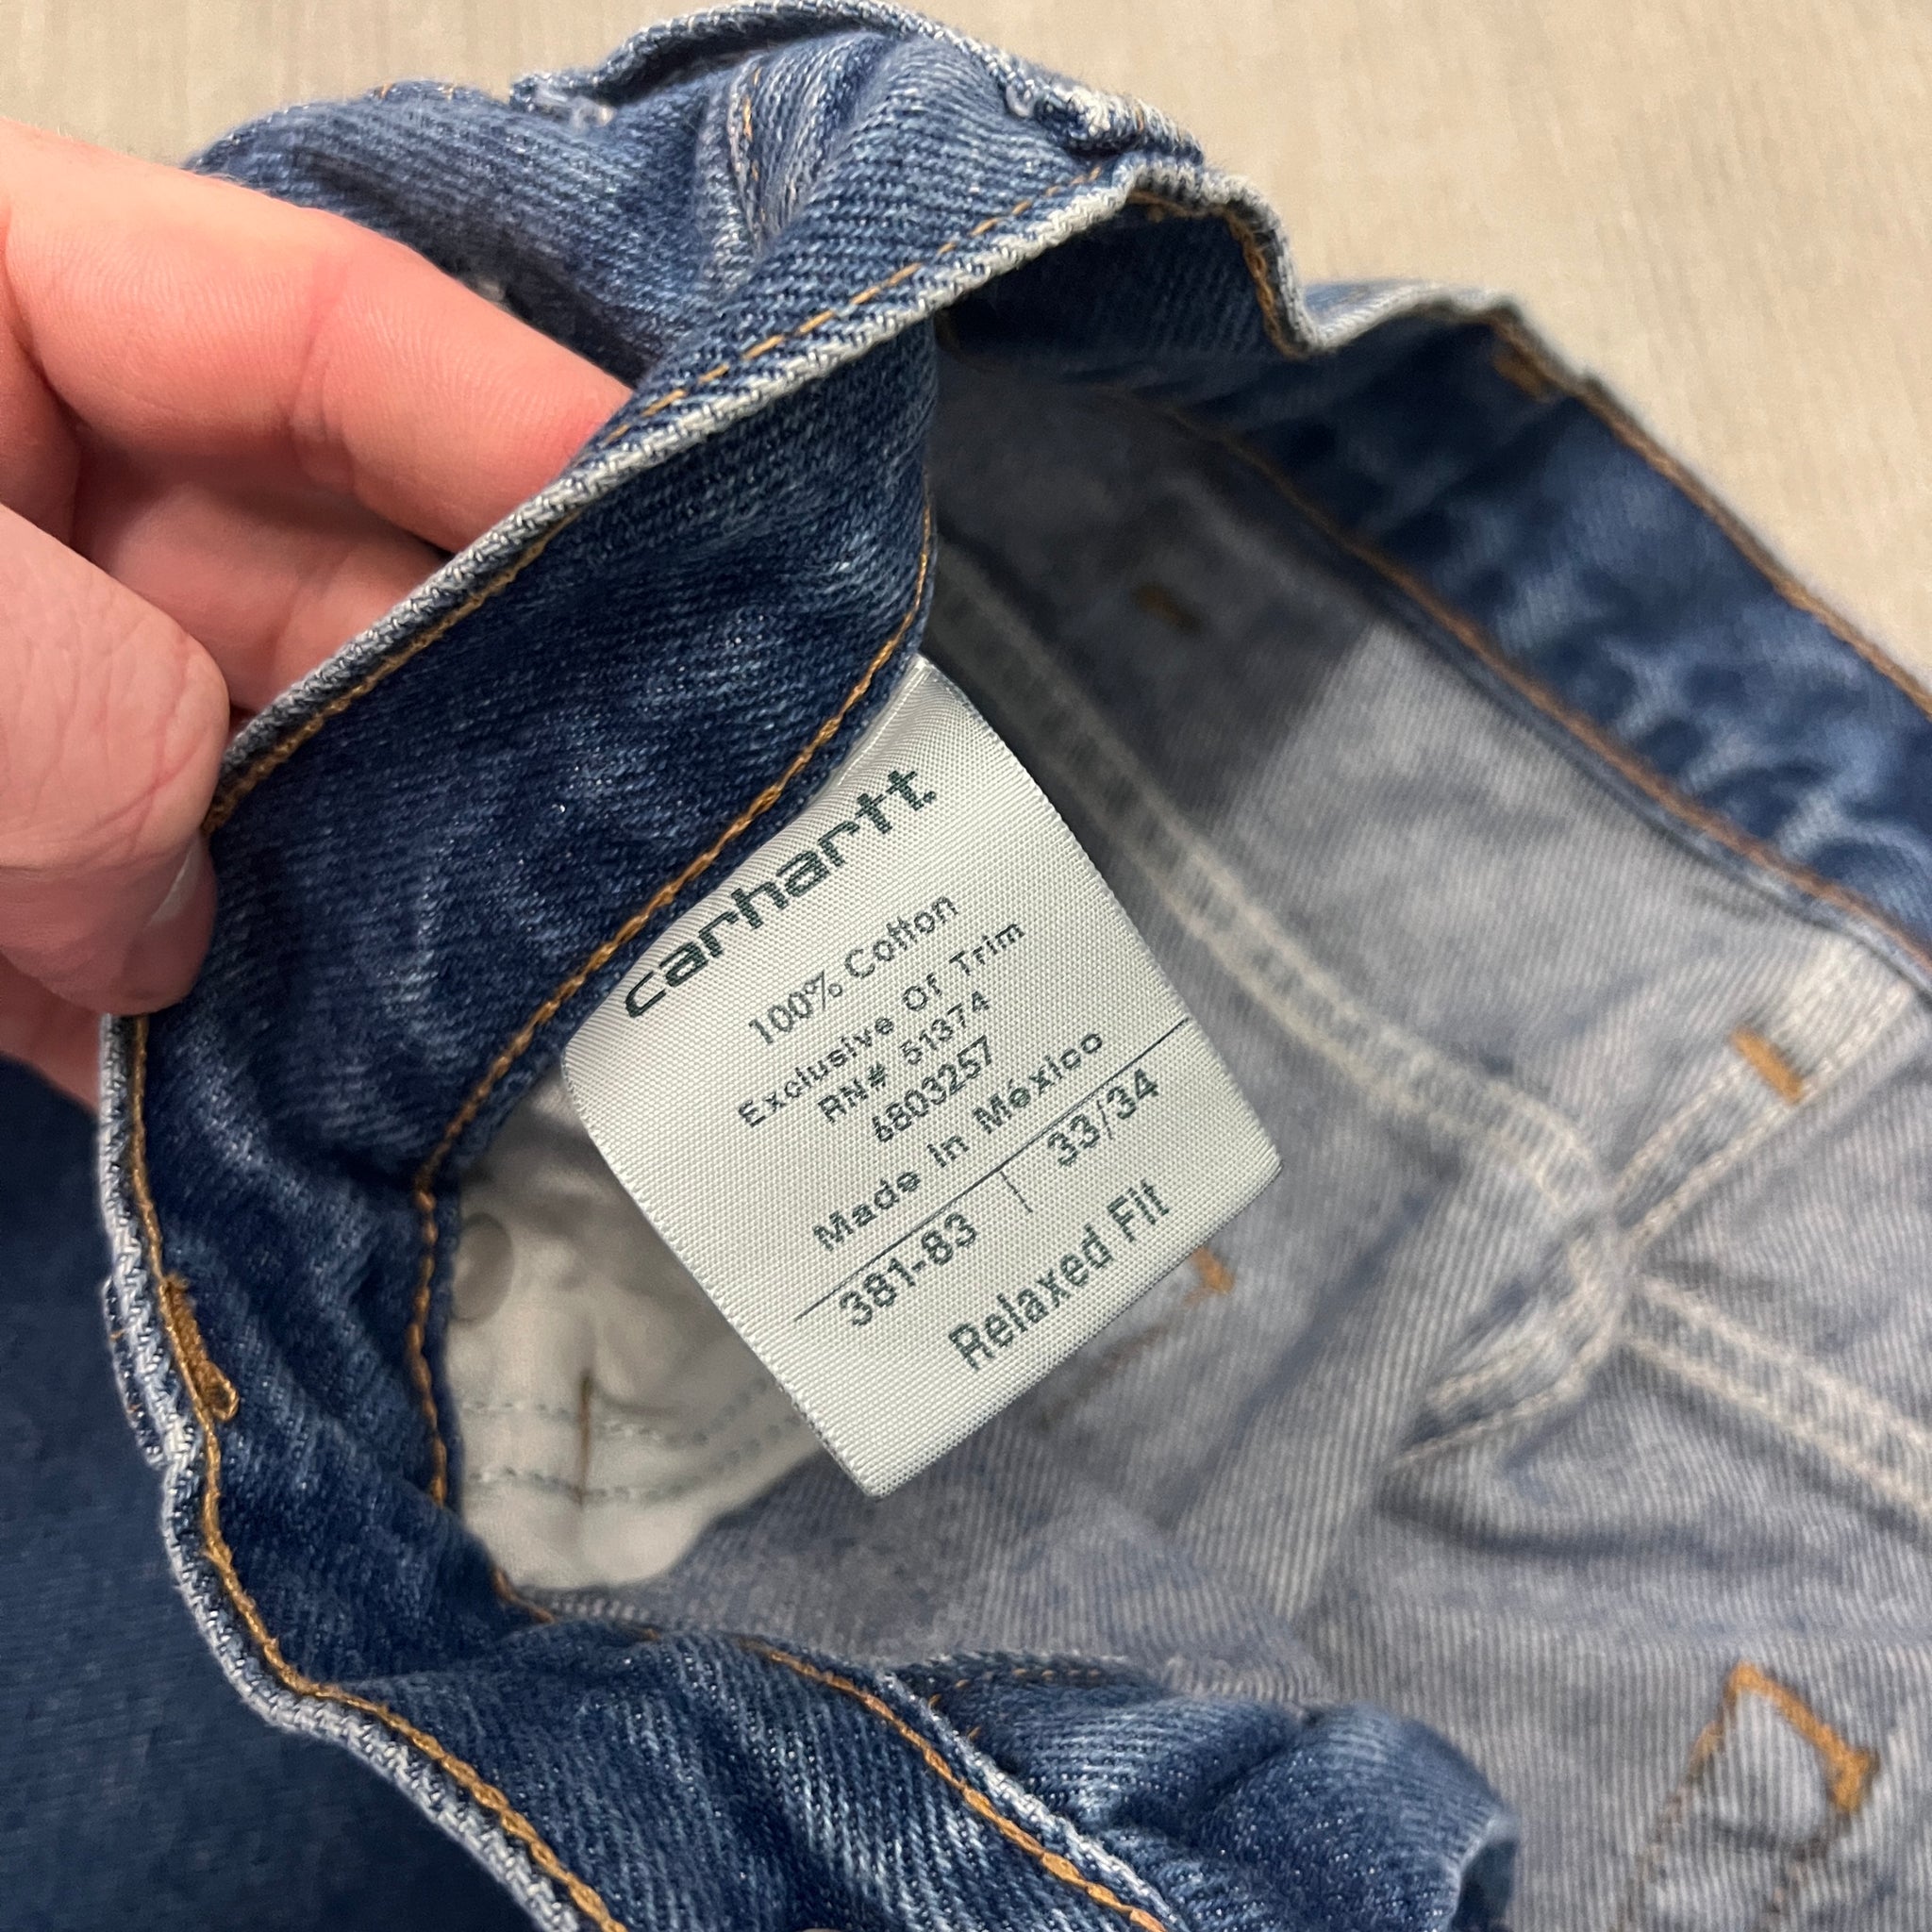 carhartt.
100% Cotton
Exclusive Of Trim
RN# 51374
6803257
Made In México
381-83 33/34
Relaxed Fit